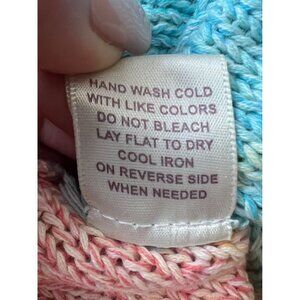 HAND WASH COLD
WITH LIKE COLORS
DO NOT BLEACH
LAY FLAT TO DRY
COOL IRON
ON REVERSE SIDE
WHEN NEEDED